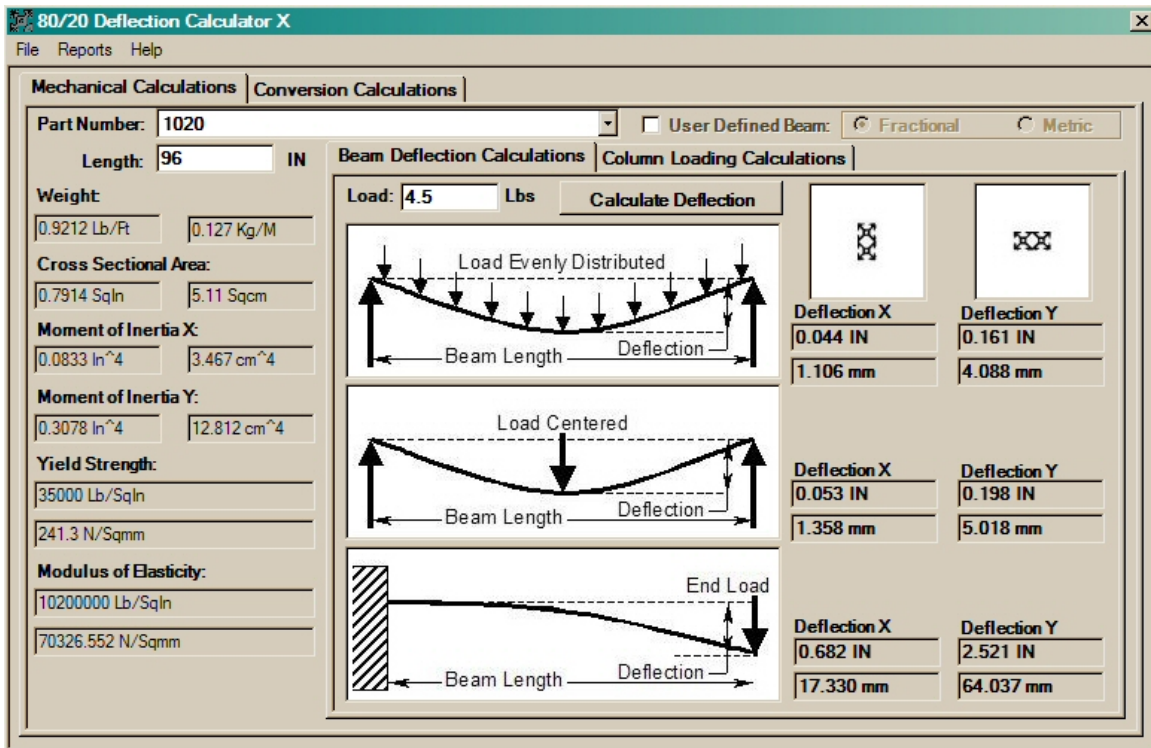 80/20 Deflection Calculator X
File Reports Help
Mechanical Calculations Conversion Calculations
Part Number: 1020 User Defined Beam: Fractional Metric
Length: 96 IN
Beam Deflection Calculations Column Loading Calculations
Weight:
0.9212 Lb/Ft 0.127 Kg/M
Cross Sectional Area:
0.7914 SqIn 5.11 Sqcm
Moment of Inertia X:
0.0833 In^4 3.467 cm^4
Moment of Inertia Y:
0.3078 In^4 12.812 cm^4
Yield Strength:
35000 Lb/SqIn
241.3 N/Sqmm
Modulus of Elasticity:
10200000 Lb/SqIn
70326.552 N/Sqmm
Load: 4.5 Lbs Calculate Deflection
Load Evenly Distributed
Deflection
Beam Length
Deflection X Deflection Y
0.044 IN 0.161 IN
1.106 mm 4.088 mm
Load Centered
Deflection
Beam Length
Deflection X Deflection Y
0.053 IN 0.198 IN
1.358 mm 5.018 mm
End Load
Deflection
Beam Length
Deflection X Deflection Y
0.682 IN 2.521 IN
17.330 mm 64.037 mm